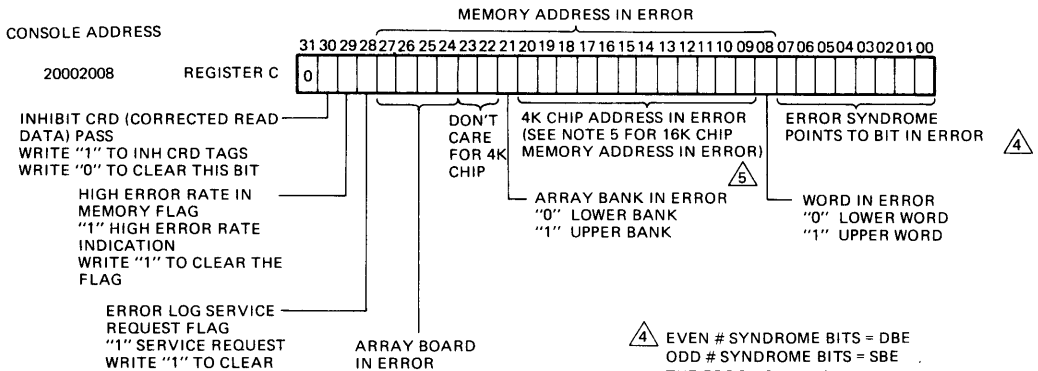 MEMORY ADDRESS IN ERROR
CONSOLE ADDRESS
31 30 29 28 27 26 25 24 23 22 21 20 19 18 17 16 15 14 13 12 11 10 09 08 07 06 05 04 03 02 01 00
20002008 REGISTER C 0
INHIBIT CRD (CORRECTED READ
DATA) PASS
WRITE "1" TO INH CRD TAGS
WRITE "0" TO CLEAR THIS BIT
DON'T
CARE
FOR 4K
CHIP
4K CHIP ADDRESS IN ERROR
(SEE NOTE 5 FOR 16K CHIP
MEMORY ADDRESS IN ERROR)
5
ERROR SYNDROME
POINTS TO BIT IN ERROR
4
HIGH ERROR RATE IN
MEMORY FLAG
"1" HIGH ERROR RATE
INDICATION
WRITE "1" TO CLEAR THE
FLAG
ARRAY BANK IN ERROR
"0" LOWER BANK
"1" UPPER BANK
WORD IN ERROR
"0" LOWER WORD
"1" UPPER WORD
ERROR LOG SERVICE
REQUEST FLAG
"1" SERVICE REQUEST
WRITE "1" TO CLEAR
ARRAY BOARD
IN ERROR
4 EVEN # SYNDROME BITS = DBE
ODD # SYNDROME BITS = SBE